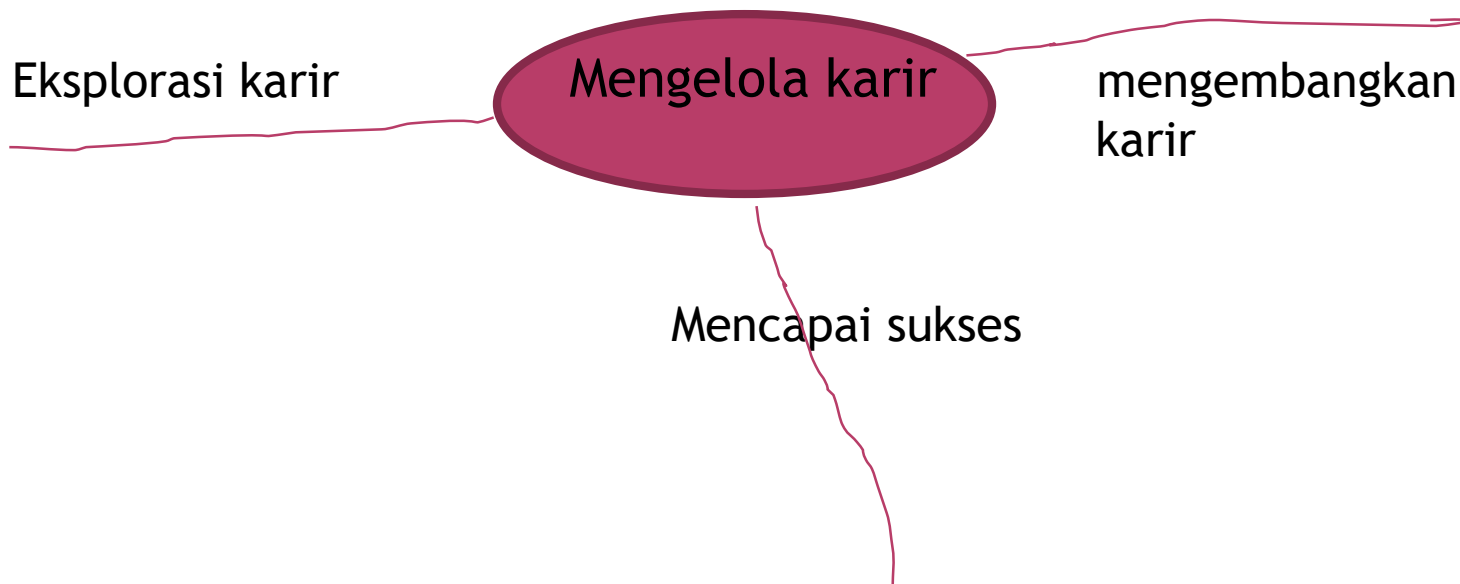 Eksplorasi karir
Mengelola karir
mengembangkan
karir
Mencapai sukses